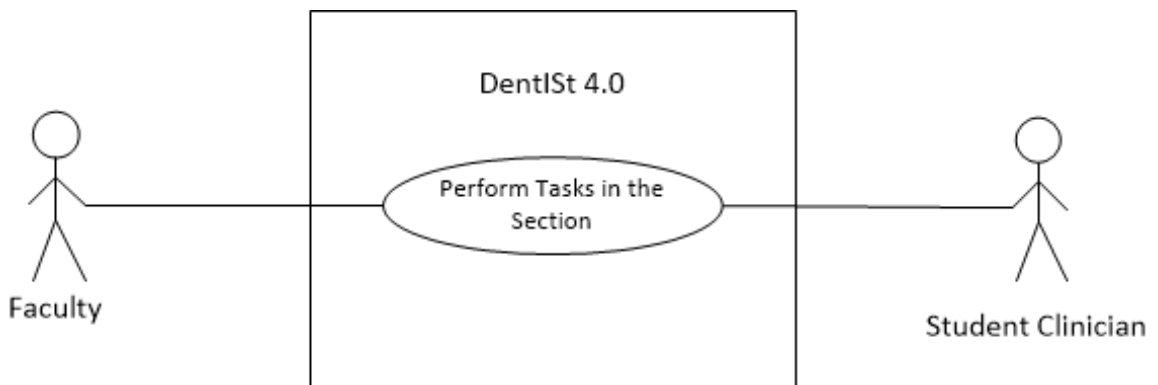 DentISt 4.0
Perform Tasks in the
Section
Faculty
Student Clinician